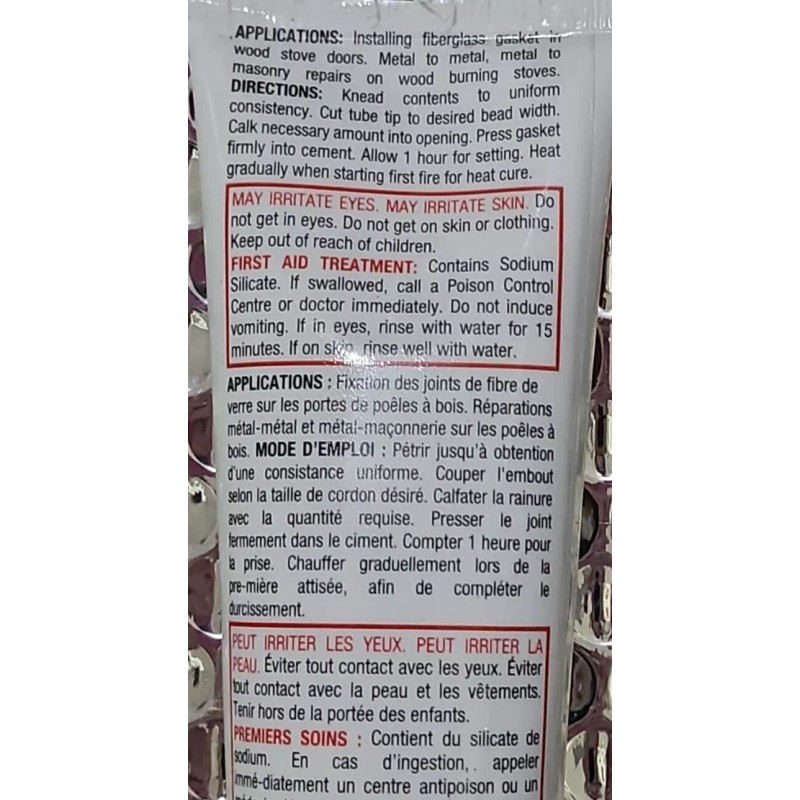 APPLICATIONS: Installing fiberglass gasket in
wood stove doors. Metal to metal, metal to
masonry repairs on wood burning stoves.
DIRECTIONS: Knead contents to uniform
consistency. Cut tube tip to desired bead width.
Calk necessary amount into opening. Press gasket
firmly into cement. Allow 1 hour for setting. Heat
gradually when starting first fire for heat cure.
MAY IRRITATE EYES. MAY IRRITATE SKIN. Do
not get in eyes. Do not get on skin or clothing.
Keep out of reach of children.
FIRST AID TREATMENT: Contains Sodium
Silicate. If swallowed, call a Poison Control
Centre or doctor immediately. Do not induce
vomiting. If in eyes, rinse with water for 15
minutes. If on skin, rinse well with water.
APPLICATIONS : Fixation des joints de fibre de
verre sur les portes de poêles à bois. Réparations
métal-métal et métal-maçonnerie sur les poêles à
bois. MODE D'EMPLOI : Pétrir jusqu'à obtention
d'une consistance uniforme. Couper l'embout
selon la taille de cordon désiré. Calfater la rainure
avec la quantité requise. Presser le joint
fermement dans le ciment. Compter 1 heure pour
la prise. Chauffer graduellement lors de la
pre-mière attisée, afin de compléter le
durcissement.
PEUT IRRITER LES YEUX. PEUT IRRITER LA
PEAU. Éviter tout contact avec les yeux. Éviter
tout contact avec la peau et les vêtements.
Tenir hors de la portée des enfants.
PREMIERS SOINS : Contient du silicate de
sodium. En cas d'ingestion, . appeler
immé-diatement un centre antipoison ou un